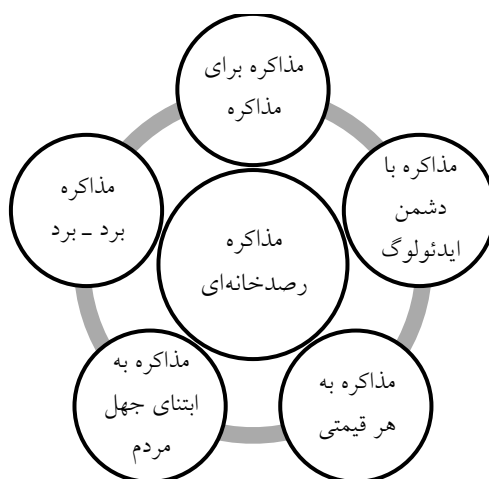 مذاکره برای
مذاکره
مذاکره با
دشمن
ایدئولوگ
مذاکره به
هر قیمتی
مذاکره به
ابتنای جهل
مردم
مذاکره
برد ـ برد
مذاکره
رصدخانه‌ای